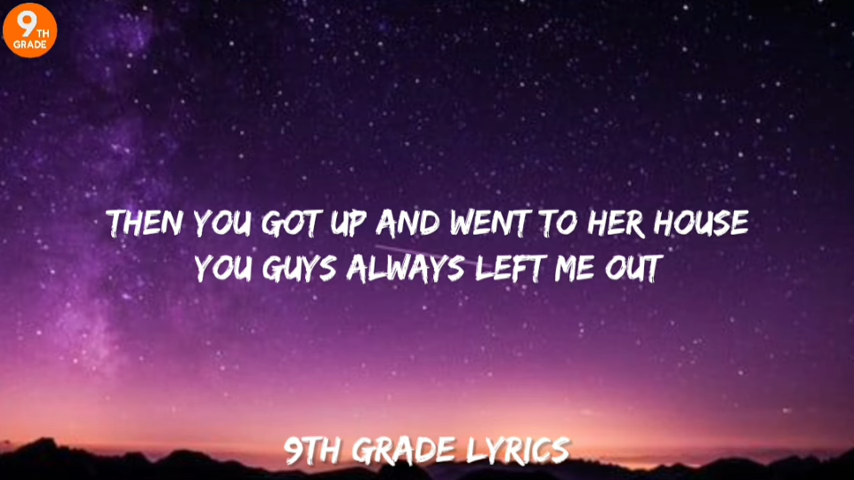 9TH
GRADE
THEN YOU GOT UP AND WENT TO HER HOUSE
YOU GUYS ALWAYS LEFT ME OUT
9TH GRADE LYRICS